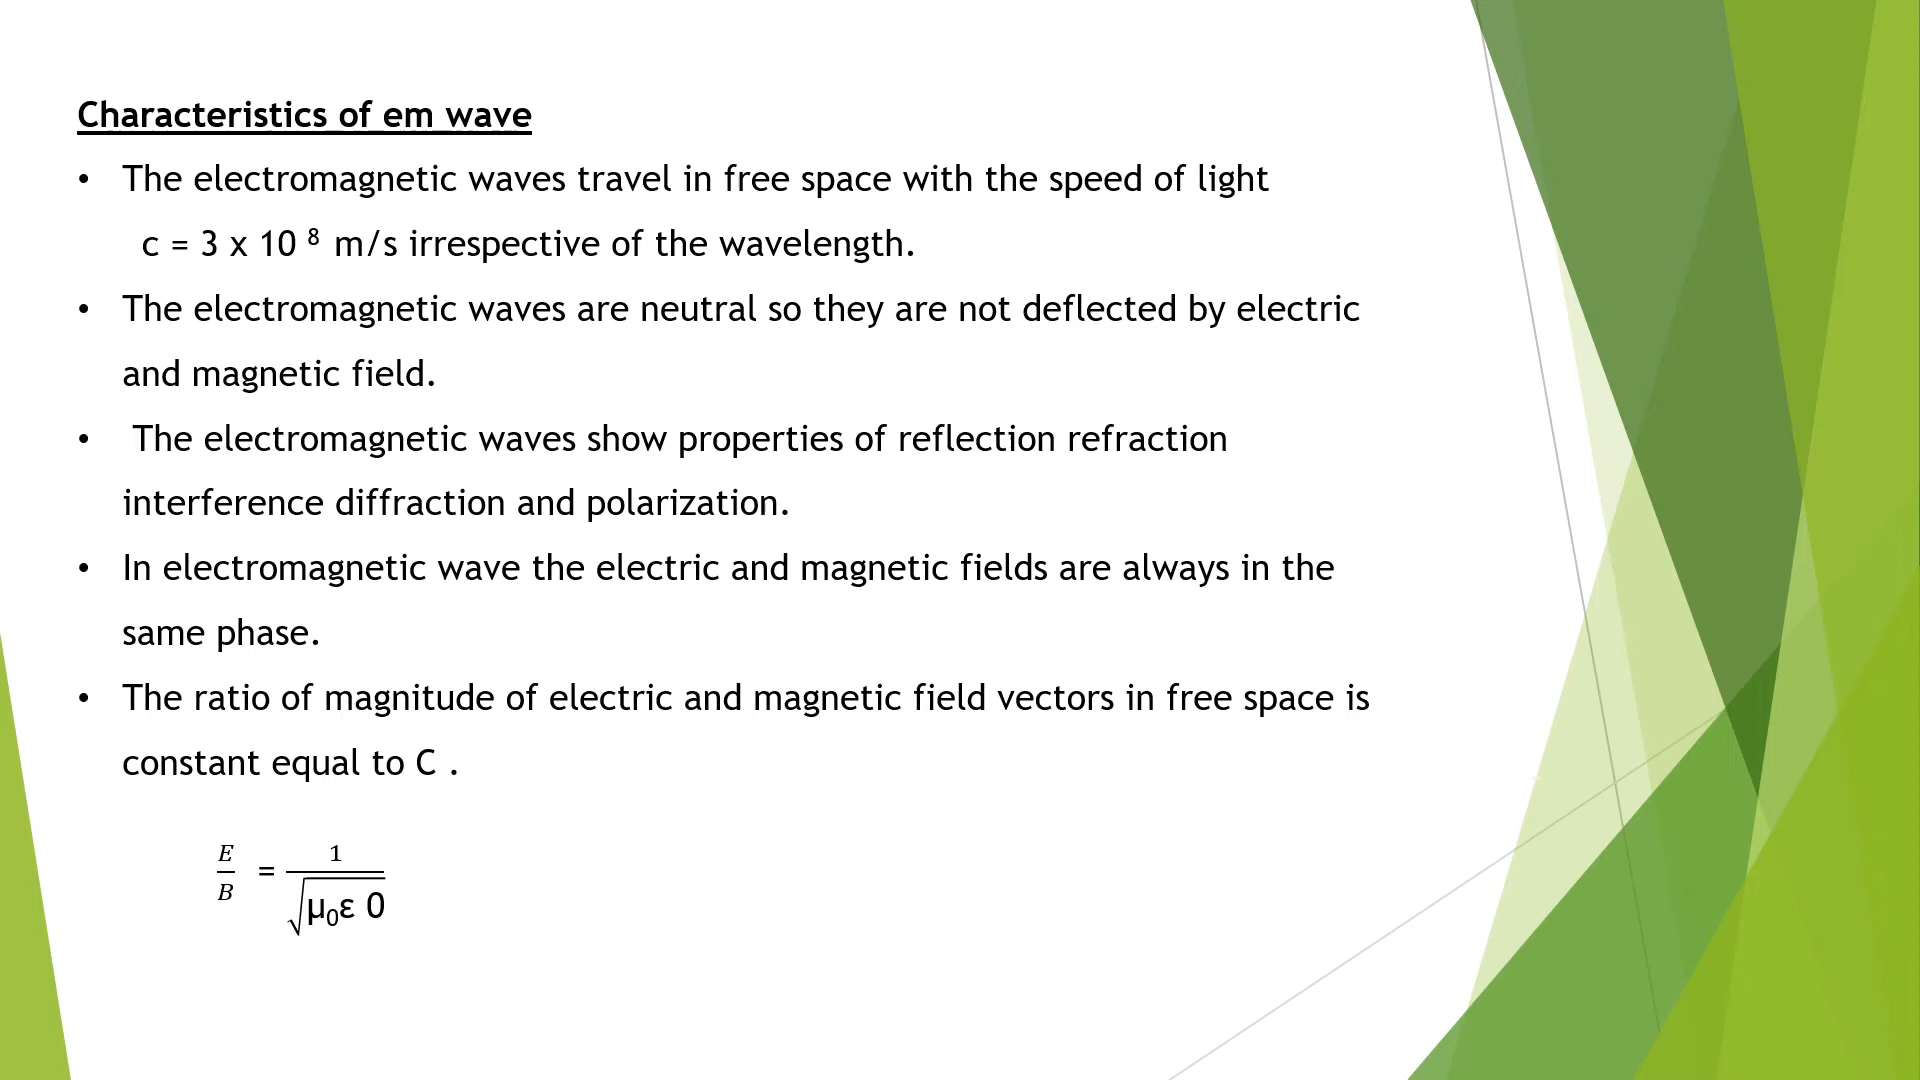 Characteristics of em wave
• The electromagnetic waves travel in free space with the speed of light
c = 3 x 10 ⁸ m/s irrespective of the wavelength.
• The electromagnetic waves are neutral so they are not deflected by electric
and magnetic field.
• The electromagnetic waves show properties of reflection refraction
interference diffraction and polarization.
• In electromagnetic wave the electric and magnetic fields are always in the
same phase.
• The ratio of magnitude of electric and magnetic field vectors in free space is
constant equal to C .
E/B = 1/√(μ₀ε 0)